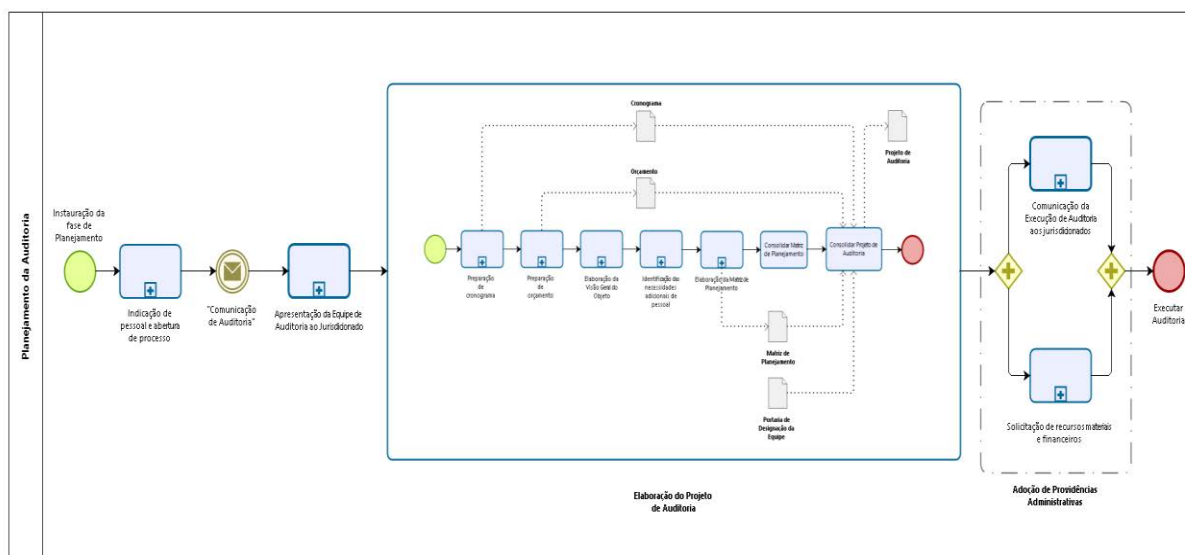 Planejamento da Auditoria
Instauração da
fase de
Planejamento
Indicação de
pessoal e abertura
de processo
"Comunicação
de Auditoria"
Apresentação da Equipe de
Auditoria ao Jurisdicionado
Cronograma
Orçamento
Projeto de
Auditoria
Preparação
de
cronograma
Preparação
de
orçamento
Elaboração da
Visão Geral do
Objeto
Identificação das
necessidades
adicionais de
pessoal
Elaboração da Matriz de
Planejamento
Consolidar Matriz
de Planejamento
Consolidar Projeto de
Auditoria
Matriz de
Planejamento
Portaria de
Designação da
Equipe
Elaboração do Projeto
de Auditoria
Comunicação da
Execução de Auditoria
aos jurisdicionados
Solicitação de recursos materiais
e financeiros
Adoção de Providências
Administrativas
Executar
Auditoria